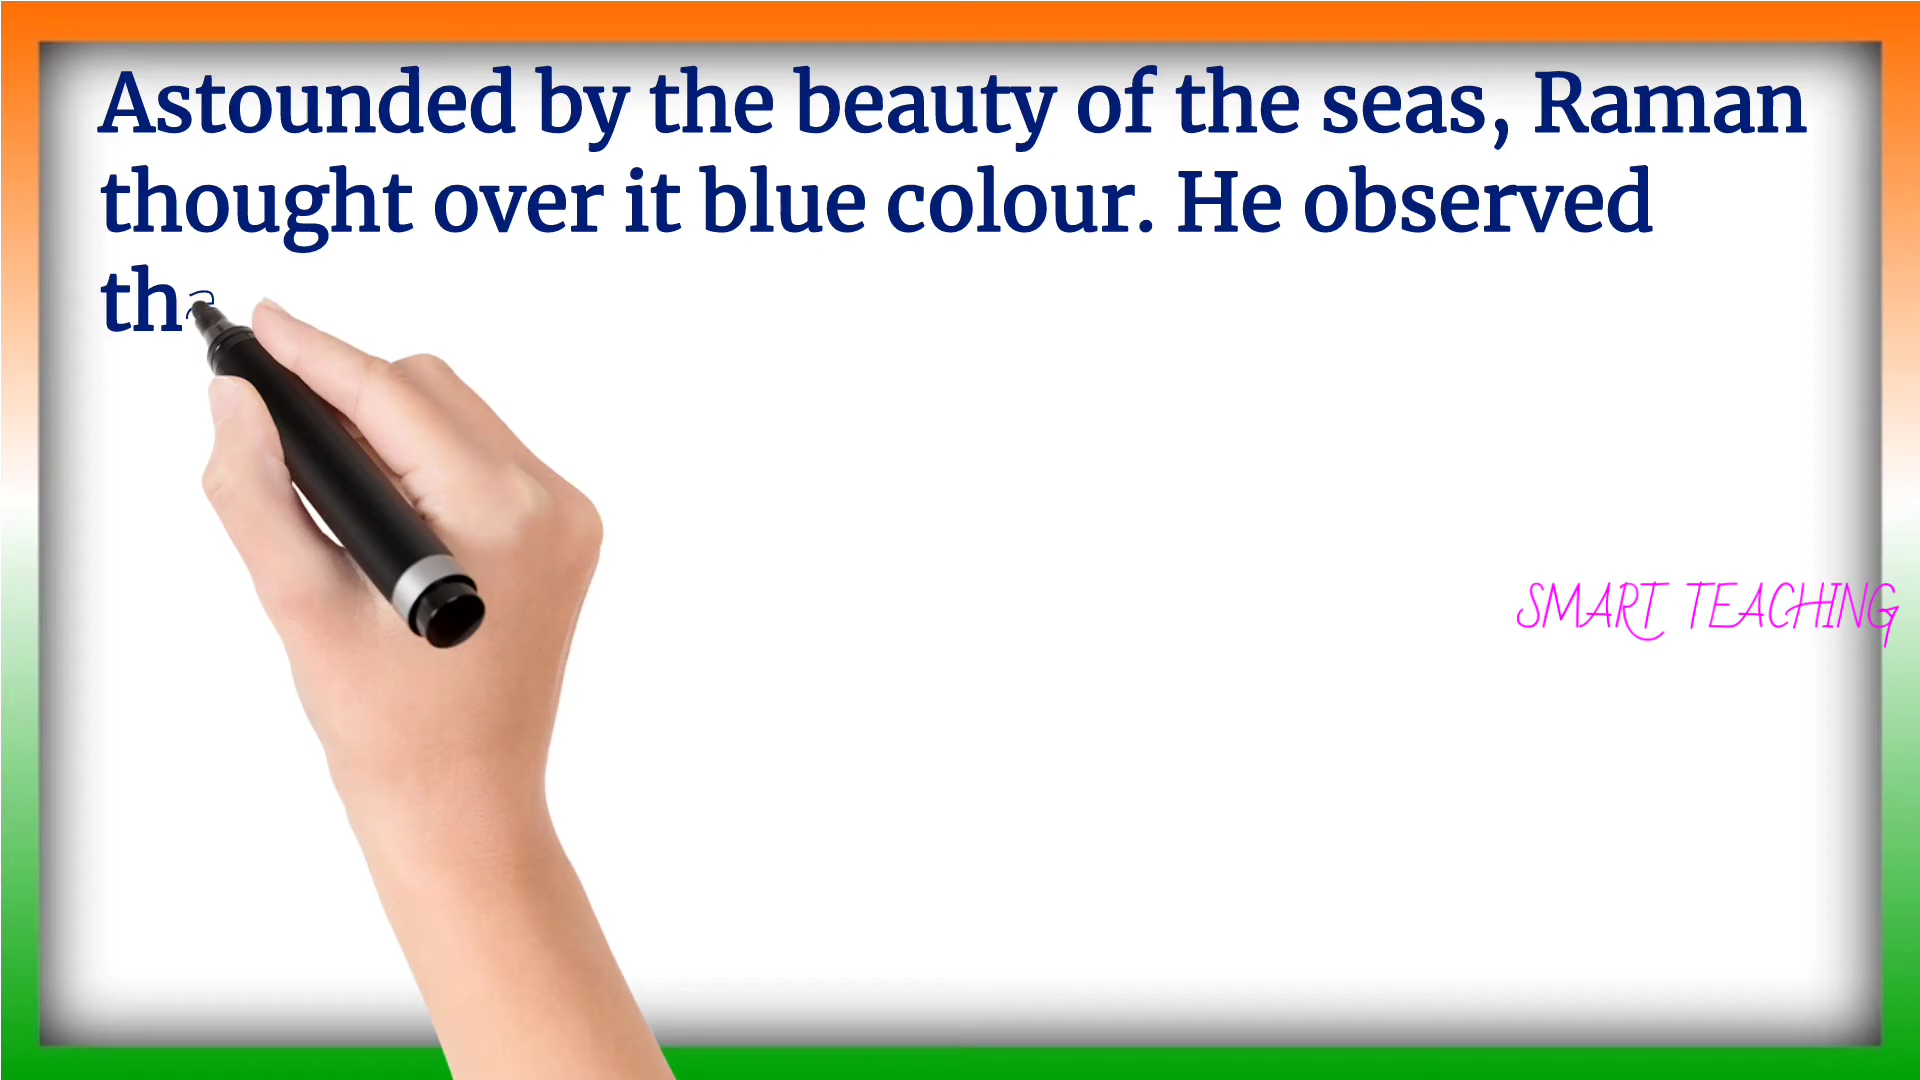 Astounded by the beauty of the seas, Raman
thought over it blue colour. He observed
th
SMART TEACHING